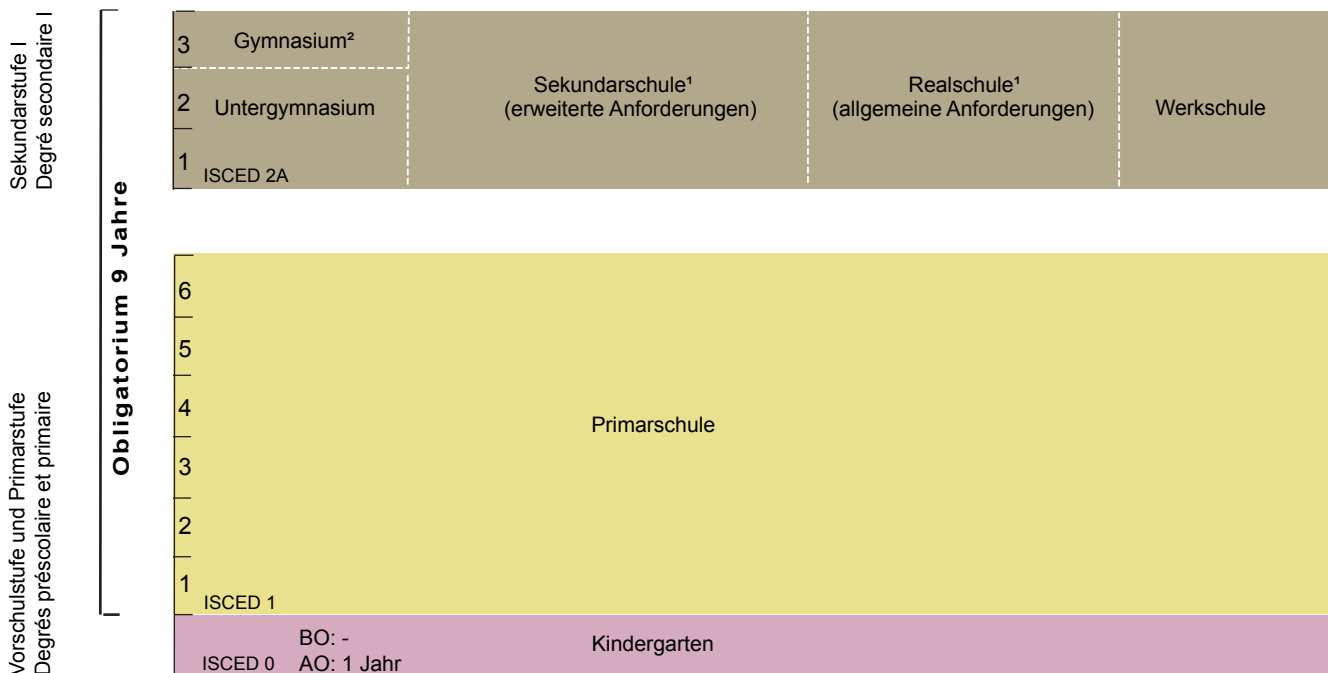 Sekundarstufe I
Degré secondaire I
Obligatorium 9 Jahre
Vorschulstufe und Primarstufe
Degrés préscolaire et primaire
3
Gymnasium²
2
Untergymnasium
1
ISCED 2A
Sekundarschule¹
(erweiterte Anforderungen)
Realschule¹
(allgemeine Anforderungen)
Werkschule
6
5
4
3
2
1
Primarschule
ISCED 1
ISCED 0
BO: -
AO: 1 Jahr
Kindergarten